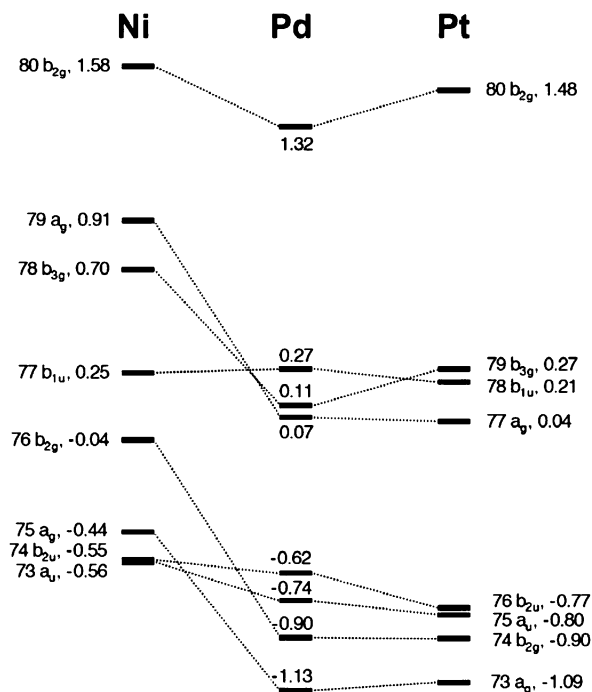 Ni Pd Pt
80 b2g, 1.58
80 b2g, 1.48
1.32
79 ag, 0.91
78 b3g, 0.70
0.27
77 b1u, 0.25
79 b3g, 0.27
78 b1u, 0.21
0.11
0.07
77 ag, 0.04
76 b2g, -0.04
75 ag, -0.44
74 b2u, -0.55
73 au, -0.56
-0.62
-0.74
76 b2u, -0.77
75 au, -0.80
-0.90
74 b2g, -0.90
-1.13
73 ag, -1.09